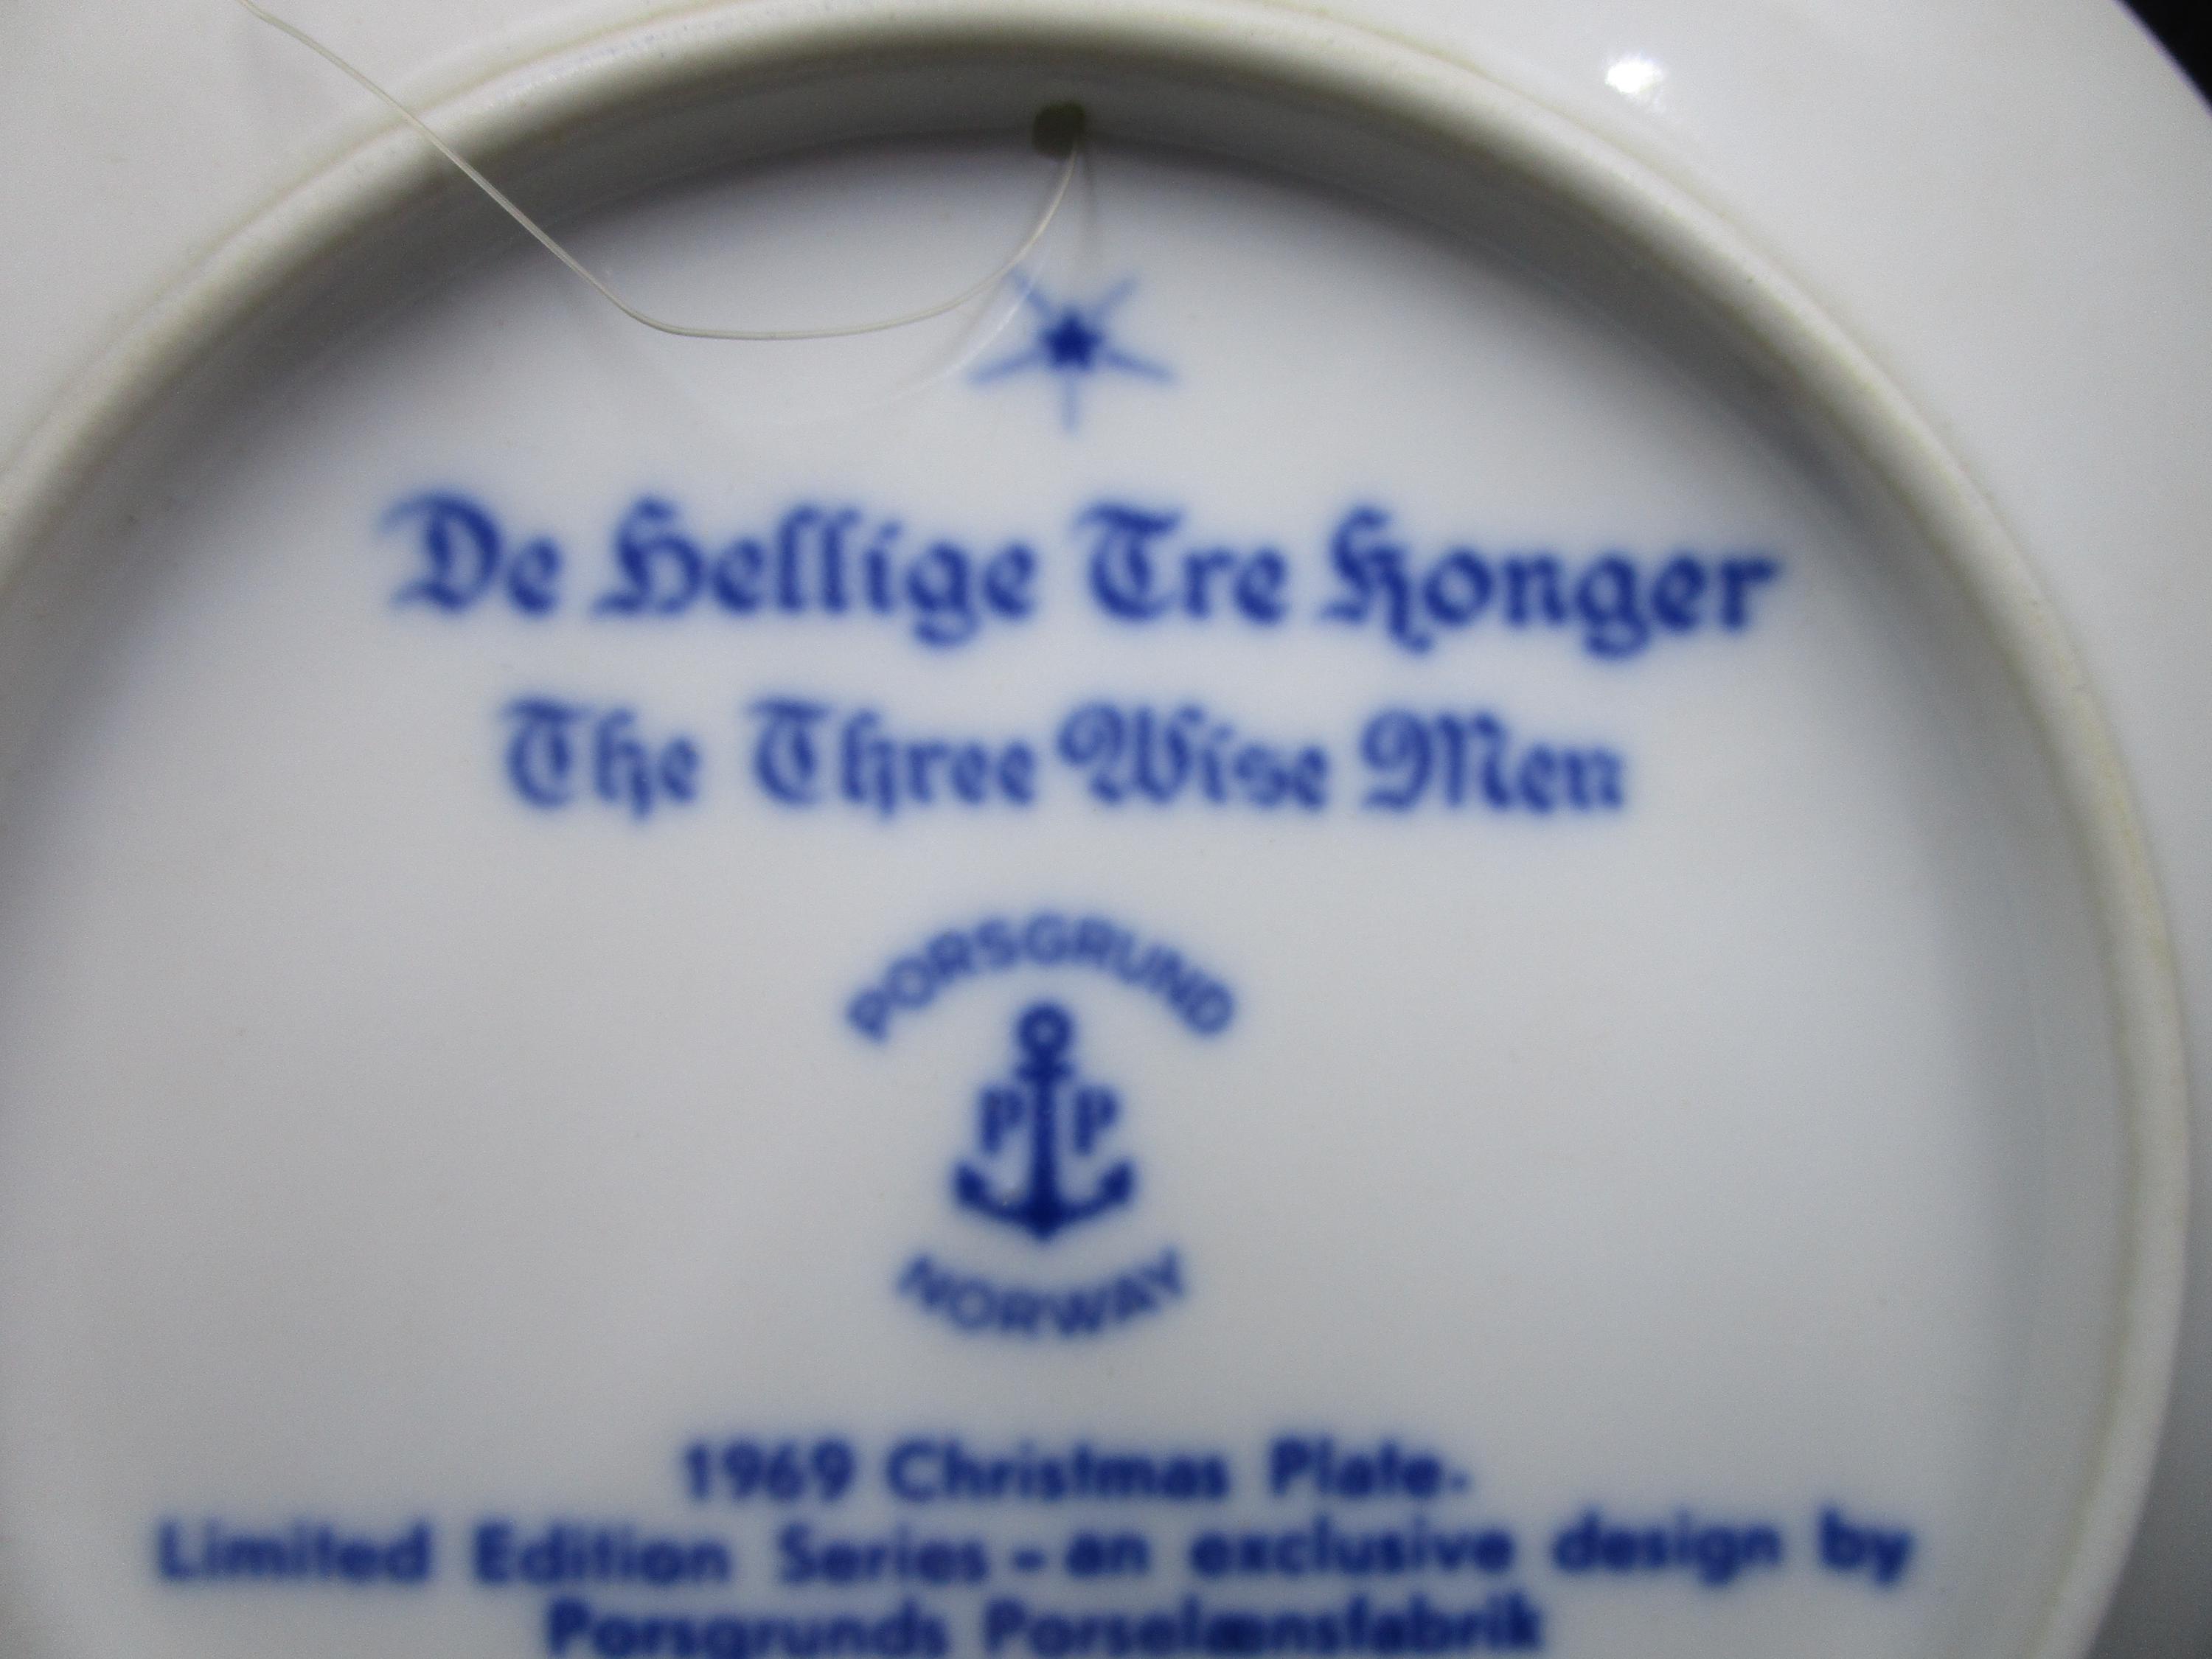 De Hellige Tre Konger
The Three Wise Men
PORSGRUND
P P
NORWAY
1969 Christmas Plate.
Limited Edition Series - an exclusive design by
Porsgrunds Porselænsfabrik